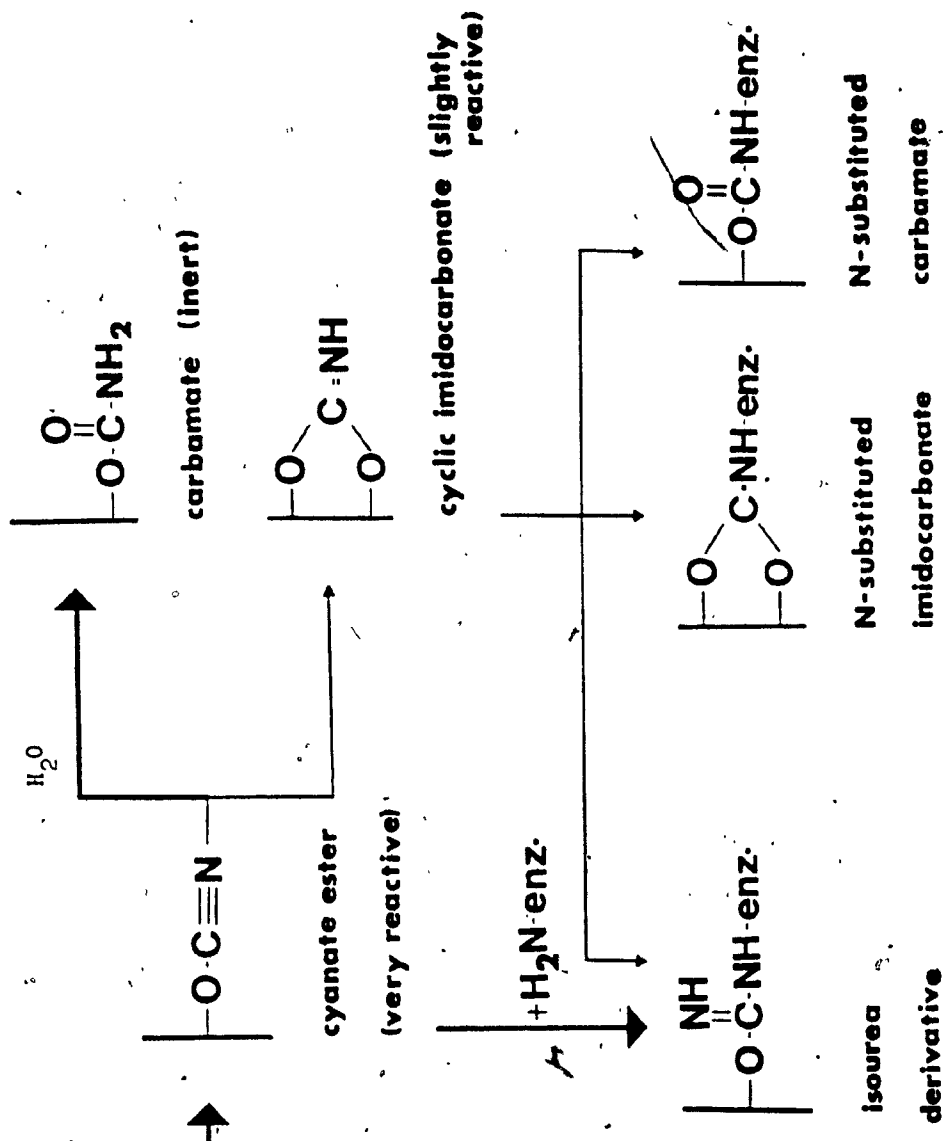 H₂O
O
=
-O-C-NH₂
carbamate (inert)
-O-C≡N
cyanate ester
(very reactive)
O
C=NH
O
cyclic imidocarbonate (slightly
reactive)
+H₂N-enz.
NH
=
-O-C-NH-enz.
isourea
derivative
O
C-NH-enz.
O
N-substituted
imidocarbonate
O
=
O-C-NH-enz.
N-substituted
carbamate